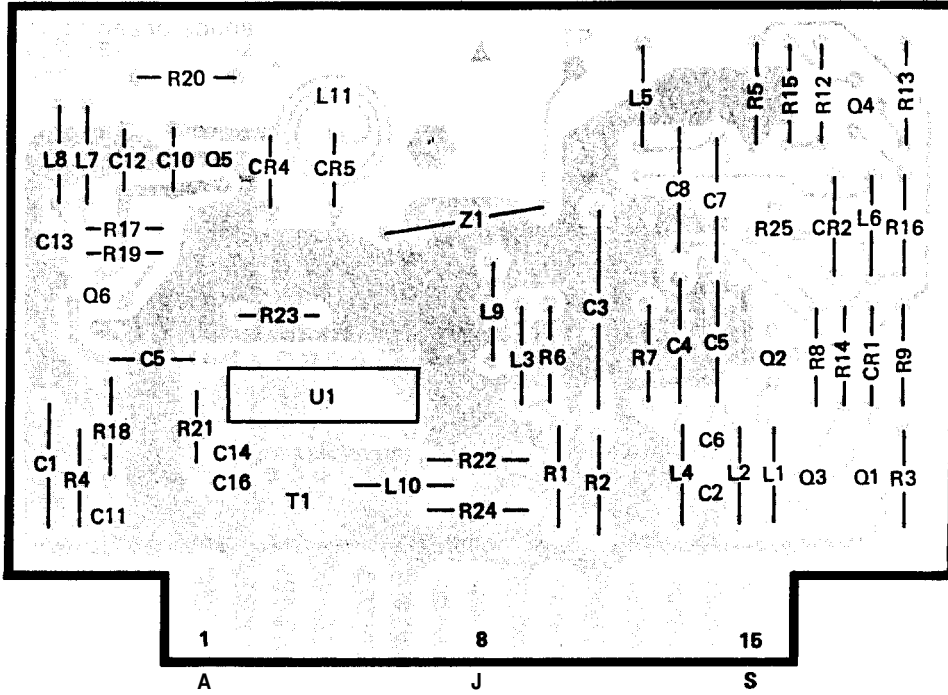 R20
L11
L5
R5
R15
R12
Q4
R13
L8
L7
C12
C10
Q5
CR4
CR5
C8
C7
Z1
R17
C13
R19
R25
CR2
L6
R16
Q6
R23
L9
C3
C5
L3
R6
R7
C4
C5
Q2
R8
R14
CR1
R9
U1
R18
R21
C14
C6
C1
R4
C16
R22
R1
R2
L4
L2
L1
Q3
Q1
R3
L10
C2
C11
T1
R24
1
8
15
A
J
S